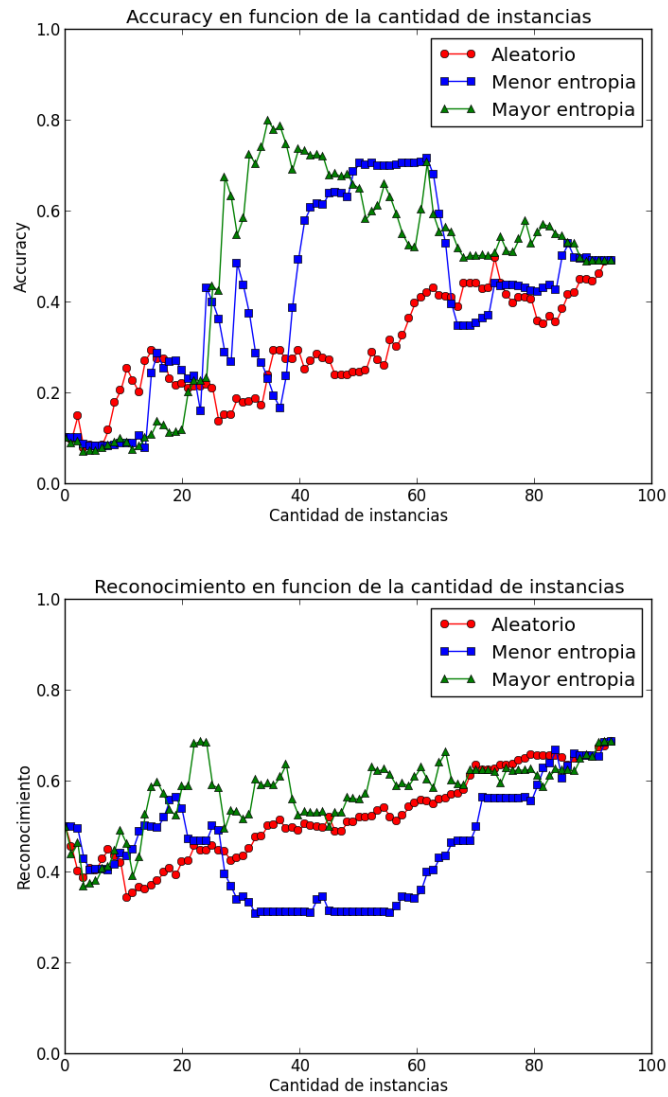 Accuracy en funcion de la cantidad de instancias
1.0
0.8
0.6
0.4
0.2
0.0
Accuracy
Aleatorio
Menor entropia
Mayor entropia
0 20 40 60 80 100
Cantidad de instancias
Reconocimiento en funcion de la cantidad de instancias
1.0
0.8
0.6
0.4
0.2
0.0
Reconocimiento
Aleatorio
Menor entropia
Mayor entropia
0 20 40 60 80 100
Cantidad de instancias